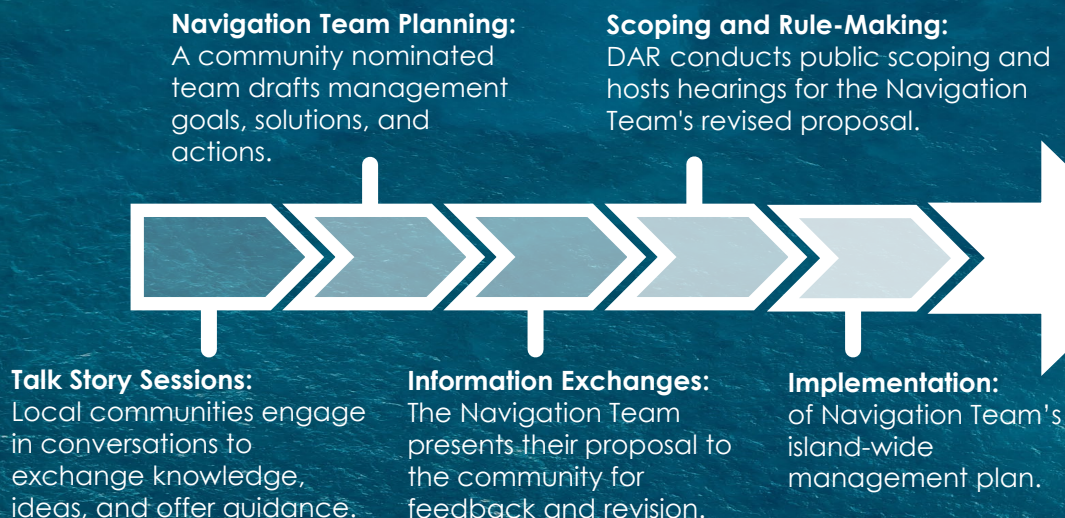 Navigation Team Planning:
A community nominated
team drafts management
goals, solutions, and
actions.
Scoping and Rule-Making:
DAR conducts public scoping and
hosts hearings for the Navigation
Team's revised proposal.
Talk Story Sessions:
Local communities engage
in conversations to
exchange knowledge,
ideas, and offer guidance.
Information Exchanges:
The Navigation Team
presents their proposal to
the community for
feedback and revision.
Implementation:
of Navigation Team’s
island-wide
management plan.